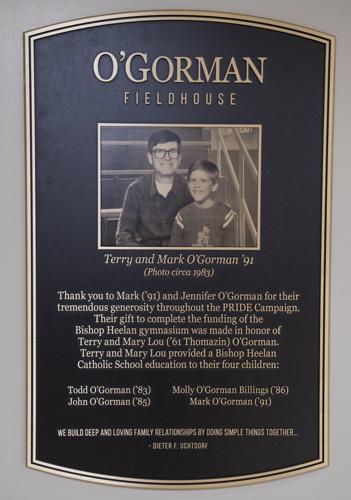 O'GORMAN
FIELDHOUSE
Terry and Mark O'Gorman '91
(Photo circa 1983)
Thank you to Mark ('91) and Jennifer O'Gorman for their
tremendous generosity throughout the PRIDE Campaign.
Their gift to complete the funding of the
Bishop Heelan gymnasium was made in honor of
Terry and Mary Lou ('61 Thomazin) O'Gorman.
Terry and Mary Lou provided a Bishop Heelan
Catholic School education to their four children:
Todd O'Gorman ('83) Molly O'Gorman Billings ('86)
John O'Gorman ('85) Mark O'Gorman ('91)
WE BUILD DEEP AND LOVING FAMILY RELATIONSHIPS BY DOING SIMPLE THINGS TOGETHER...
- DIETER F. UCHTDORF